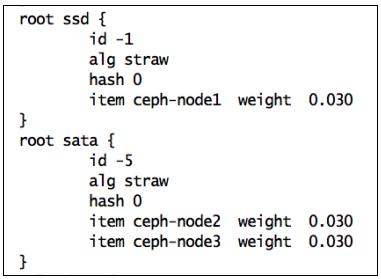 root ssd {
        id -1
        alg straw
        hash 0
        item ceph-node1  weight  0.030
}
root sata {
        id -5
        alg straw
        hash 0
        item ceph-node2  weight  0.030
        item ceph-node3  weight  0.030
}